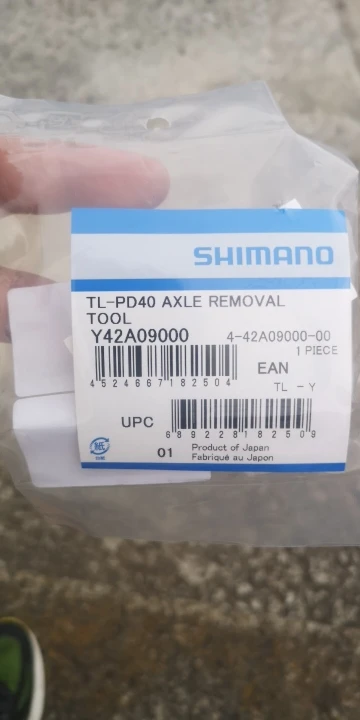 SHIMANO
TL-PD40 AXLE REMOVAL
TOOL
Y42A09000 4-42A09000-00
1 PIECE
EAN
4524667182504
TL - Y
UPC
689228182509
01 Product of Japan
Fabriqué au Japon